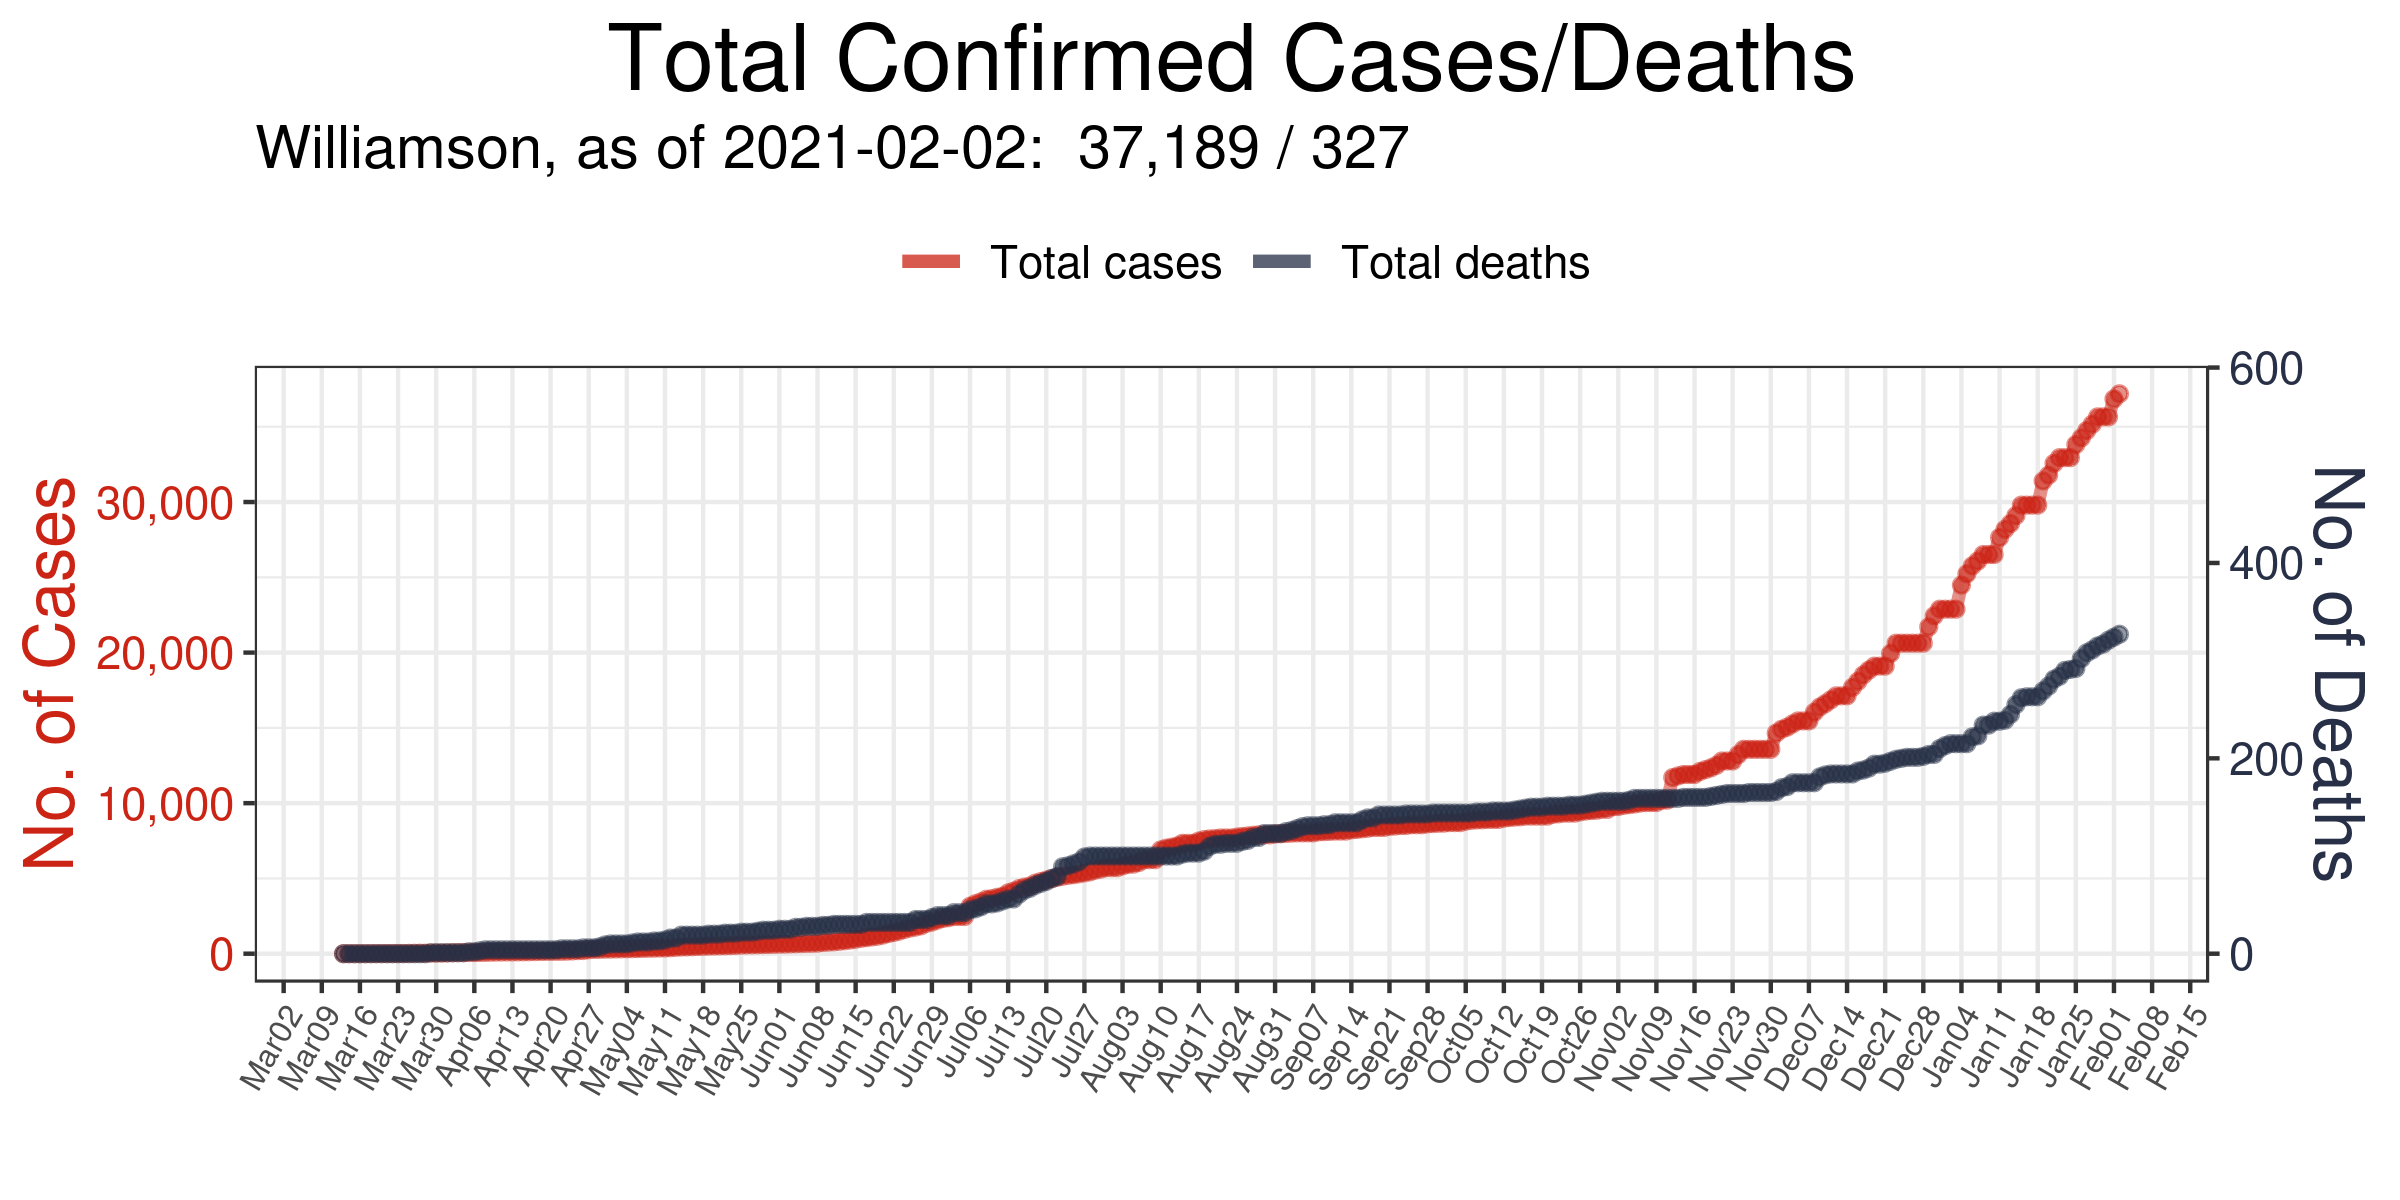 Total Confirmed Cases/Deaths
Williamson, as of 2021-02-02:  37,189 / 327
Total cases
Total deaths
No. of Cases
30,000
20,000
10,000
0
600
400
200
0
No. of Deaths
Mar02
Mar09
Mar16
Mar23
Mar30
Apr06
Apr13
Apr20
Apr27
May04
May11
May18
May25
Jun01
Jun08
Jun15
Jun22
Jun29
Jul06
Jul13
Jul20
Jul27
Aug03
Aug10
Aug17
Aug24
Aug31
Sep07
Sep14
Sep21
Sep28
Oct05
Oct12
Oct19
Oct26
Nov02
Nov09
Nov16
Nov23
Nov30
Dec07
Dec14
Dec21
Dec28
Jan04
Jan11
Jan18
Jan25
Feb01
Feb08
Feb15